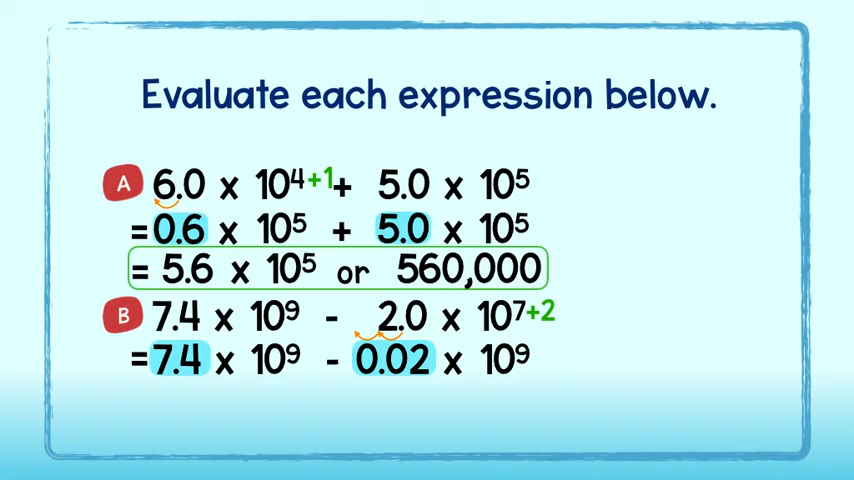 Evaluate each expression below.
A 6.0 x 10⁴⁺¹ + 5.0 x 10⁵
= 0.6 x 10⁵ + 5.0 x 10⁵
= 5.6 x 10⁵ or 560,000
B 7.4 x 10⁹ - 2.0 x 10⁷⁺²
= 7.4 x 10⁹ - 0.02 x 10⁹